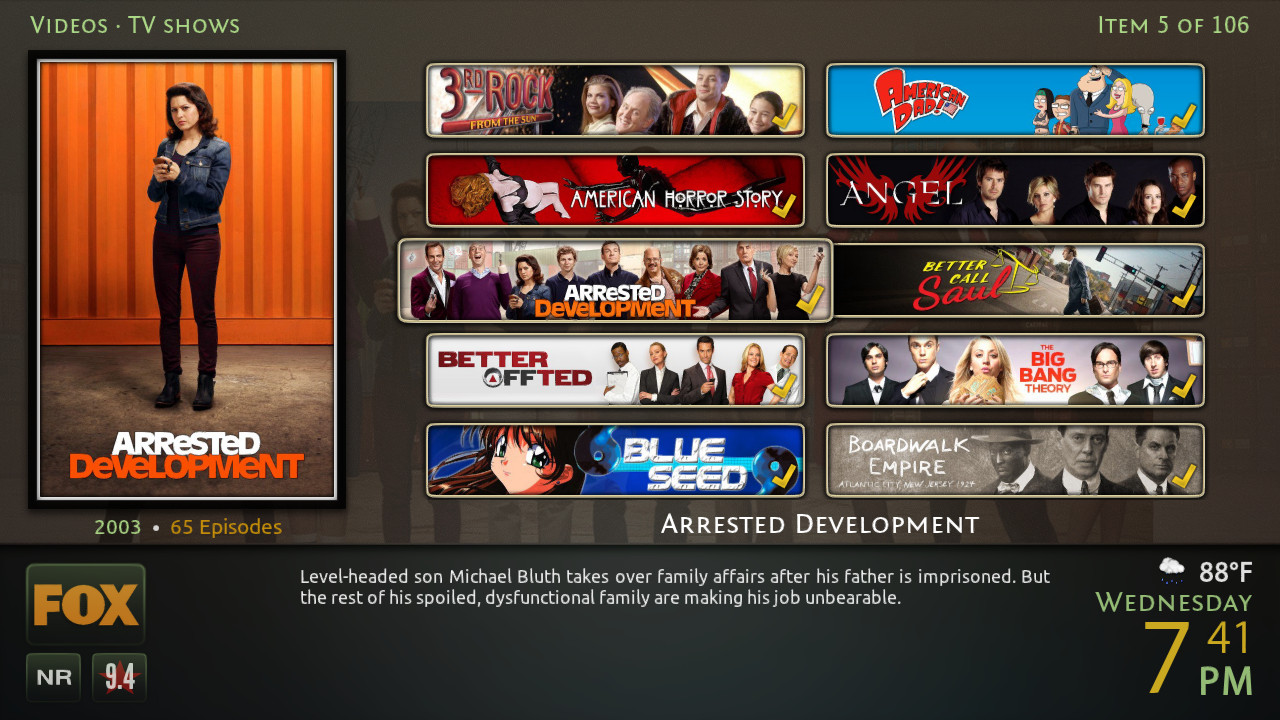 Videos · TV shows
Item 5 of 106
3RD ROCK
FROM THE SUN
AMERICAN
DAD!
AMERICAN HORROR STORY
ANGEL
ARReSTeD
DeVeLOPMeNT
BETTER
CALL
Saul
BETTER
OFF TED
THE
BIG
BANG
THEORY
BLUE
SEED
BOARDWALK
EMPIRE
ATLANTIC CITY, NEW JERSEY 1924
ARReSTeD
DeVeLOPMeNT
2003 • 65 Episodes
Arrested Development
FOX
NR
9.4
Level-headed son Michael Bluth takes over family affairs after his father is imprisoned. But
the rest of his spoiled, dysfunctional family are making his job unbearable.
88°F
Wednesday
7 41
PM